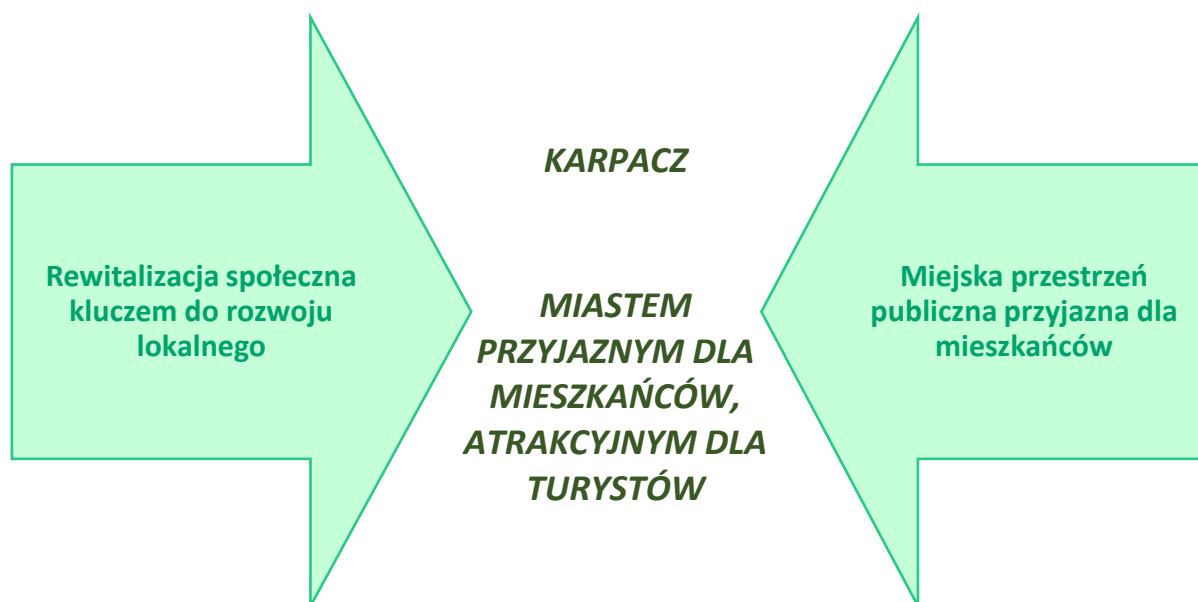 Rewitalizacja społeczna
kluczem do rozwoju
lokalnego
KARPACZ
MIASTEM
PRZYJAZNYM DLA
MIESZKAŃCÓW,
ATRAKCYJNYM DLA
TURYSTÓW
Miejska przestrzeń
publiczna przyjazna dla
mieszkańców